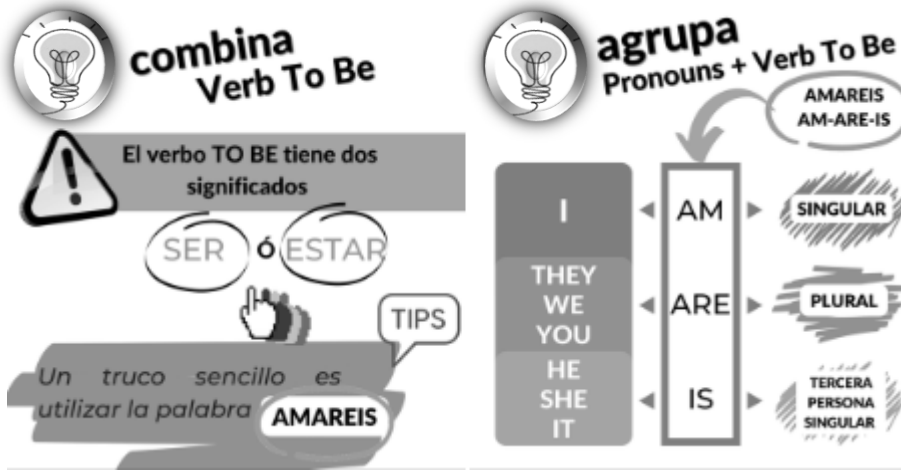 combina
Verb To Be
El verbo TO BE tiene dos
significados
SER ó ESTAR
TIPS
Un truco sencillo es
utilizar la palabra AMAREIS
agrupa
Pronouns + Verb To Be
AMAREIS
AM-ARE-IS
I AM SINGULAR
THEY
WE
YOU
ARE PLURAL
HE
SHE
IT
IS
TERCERA
PERSONA
SINGULAR